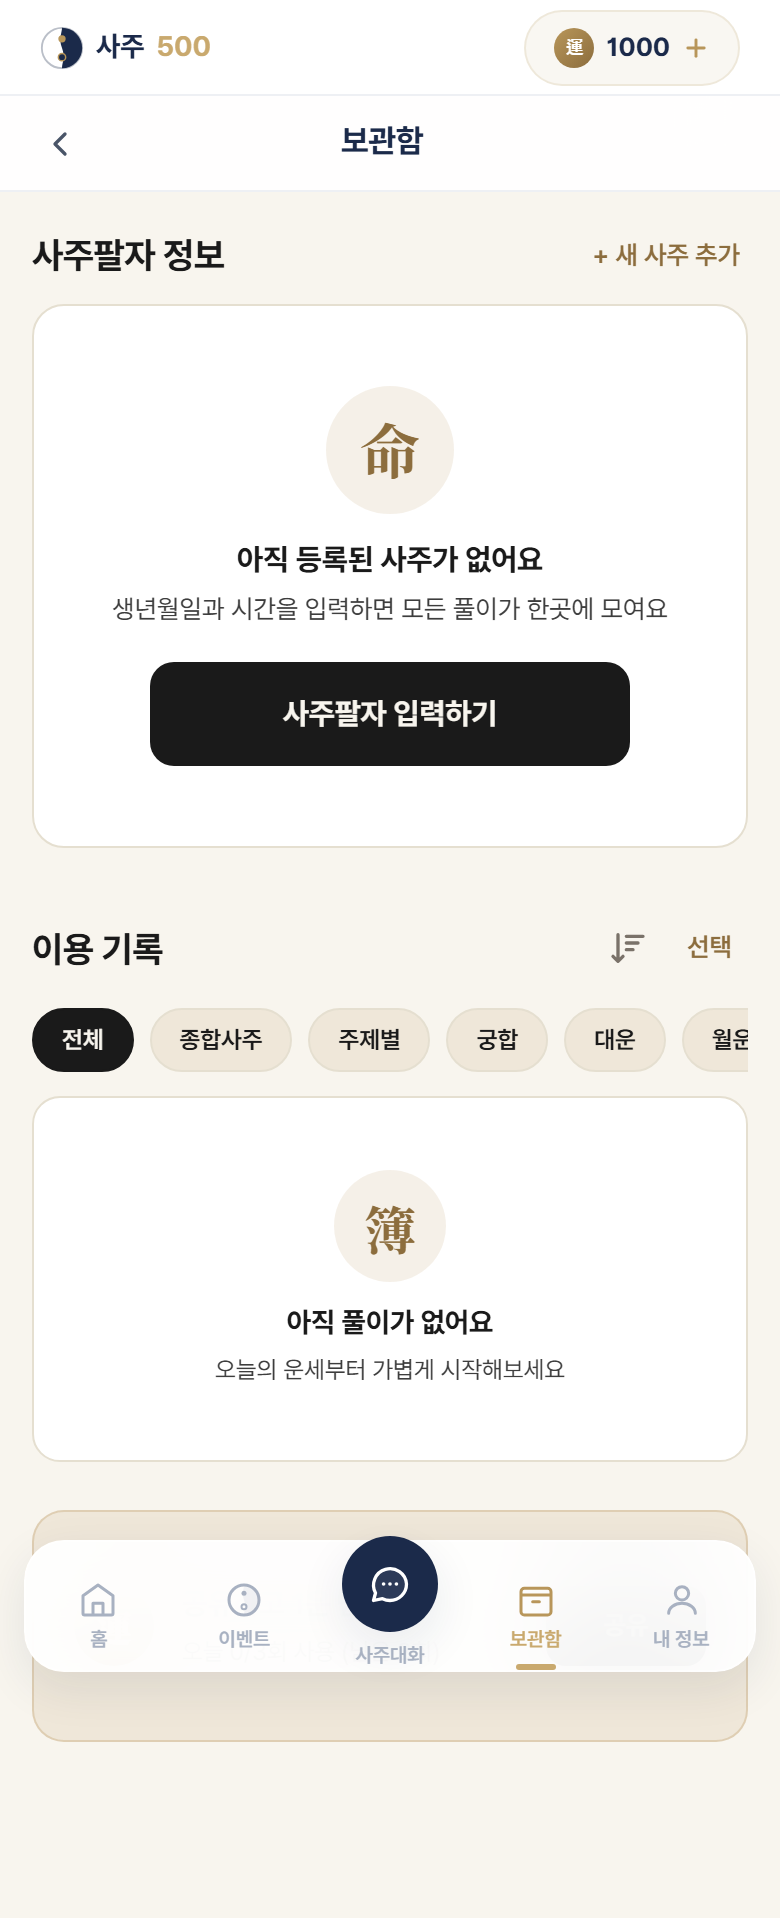 사주 500
運 1000 +
보관함
사주팔자 정보
+ 새 사주 추가
命
아직 등록된 사주가 없어요
생년월일과 시간을 입력하면 모든 풀이가 한곳에 모여요
사주팔자 입력하기
이용 기록
선택
전체 종합사주 주제별 궁합 대운 월운
簿
아직 풀이가 없어요
오늘의 운세부터 가볍게 시작해보세요
홈 이벤트 사주대화 보관함 내 정보